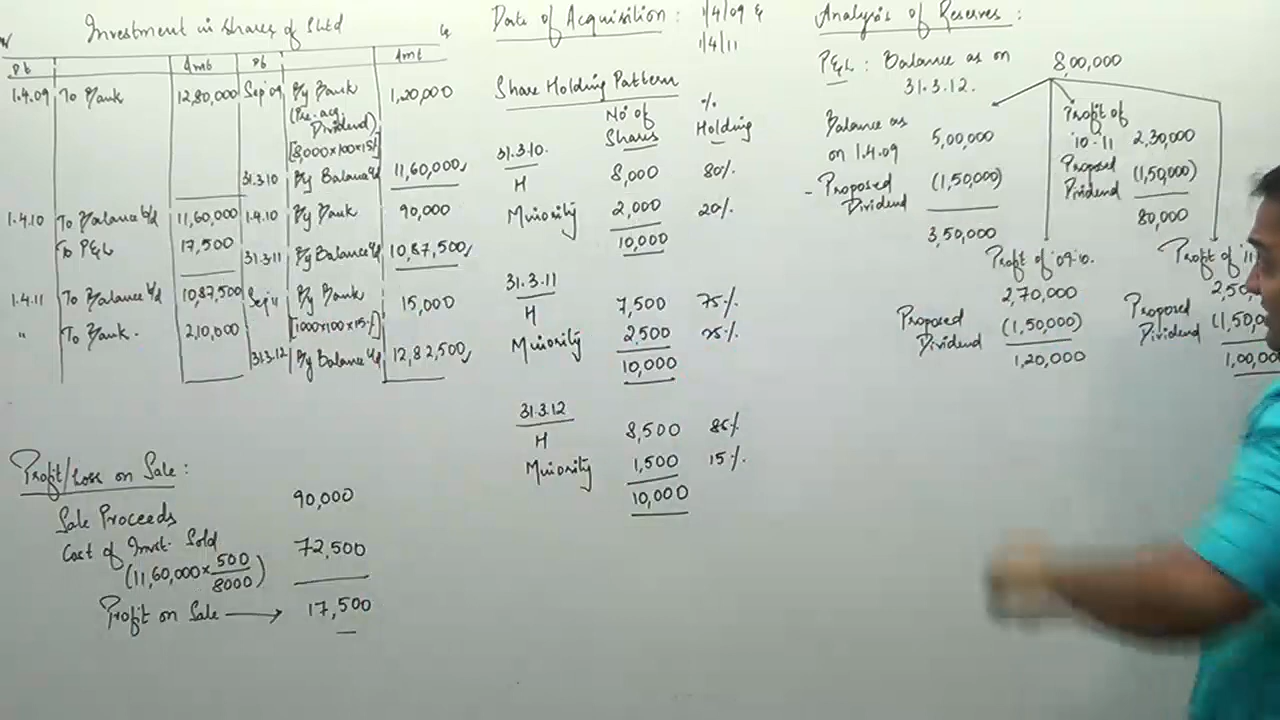 Investment in shares of S Ltd
Dt Amt Dt Amt
1.4.09 To Bank 12,80,000 Sep'09 By Bank 1,20,000
(Pre-acq.
Dividend)
[8,000×100×15%]
31.3.10 By Balance c/d 11,60,000
1.4.10 To Balance b/d 11,60,000 1.4.10 By Bank 90,000
To P&L 17,500
31.3.11 By Balance c/d 10,87,500
1.4.11 To Balance b/d 10,87,500 Sep'11 By Bank 15,000
" To Bank. 2,10,000 [1000×100×15%]
31.3.12 By Balance c/d 12,82,500
Profit/Loss on Sale :
Sale Proceeds 90,000
Cost of Invt. Sold 72,500
(11,60,000 × 500/8000)
Profit on Sale → 17,500
Date of Acquisition : 1/4/09 &
1/4/11
Share Holding Pattern
No of Shares % Holding
31.3.10.
H 8,000 80%
Minority 2,000 20%
10,000
31.3.11
H 7,500 75%
Minority 2,500 25%
10,000
31.3.12
H 8,500 85%
Minority 1,500 15%
10,000
Analysis of Reserves :
P&L : Balance as on 8,00,000
31.3.12.
Balance as
on 1.4.09 5,00,000
- Proposed
Dividend (1,50,000)
3,50,000
Profit of '09-10.
2,70,000
Proposed
Dividend (1,50,000)
1,20,000
Profit of
'10-11 2,30,000
Proposed
Dividend (1,50,000)
80,000
Profit of '11
2,50,
Proposed
Dividend (1,50,0
1,00,000